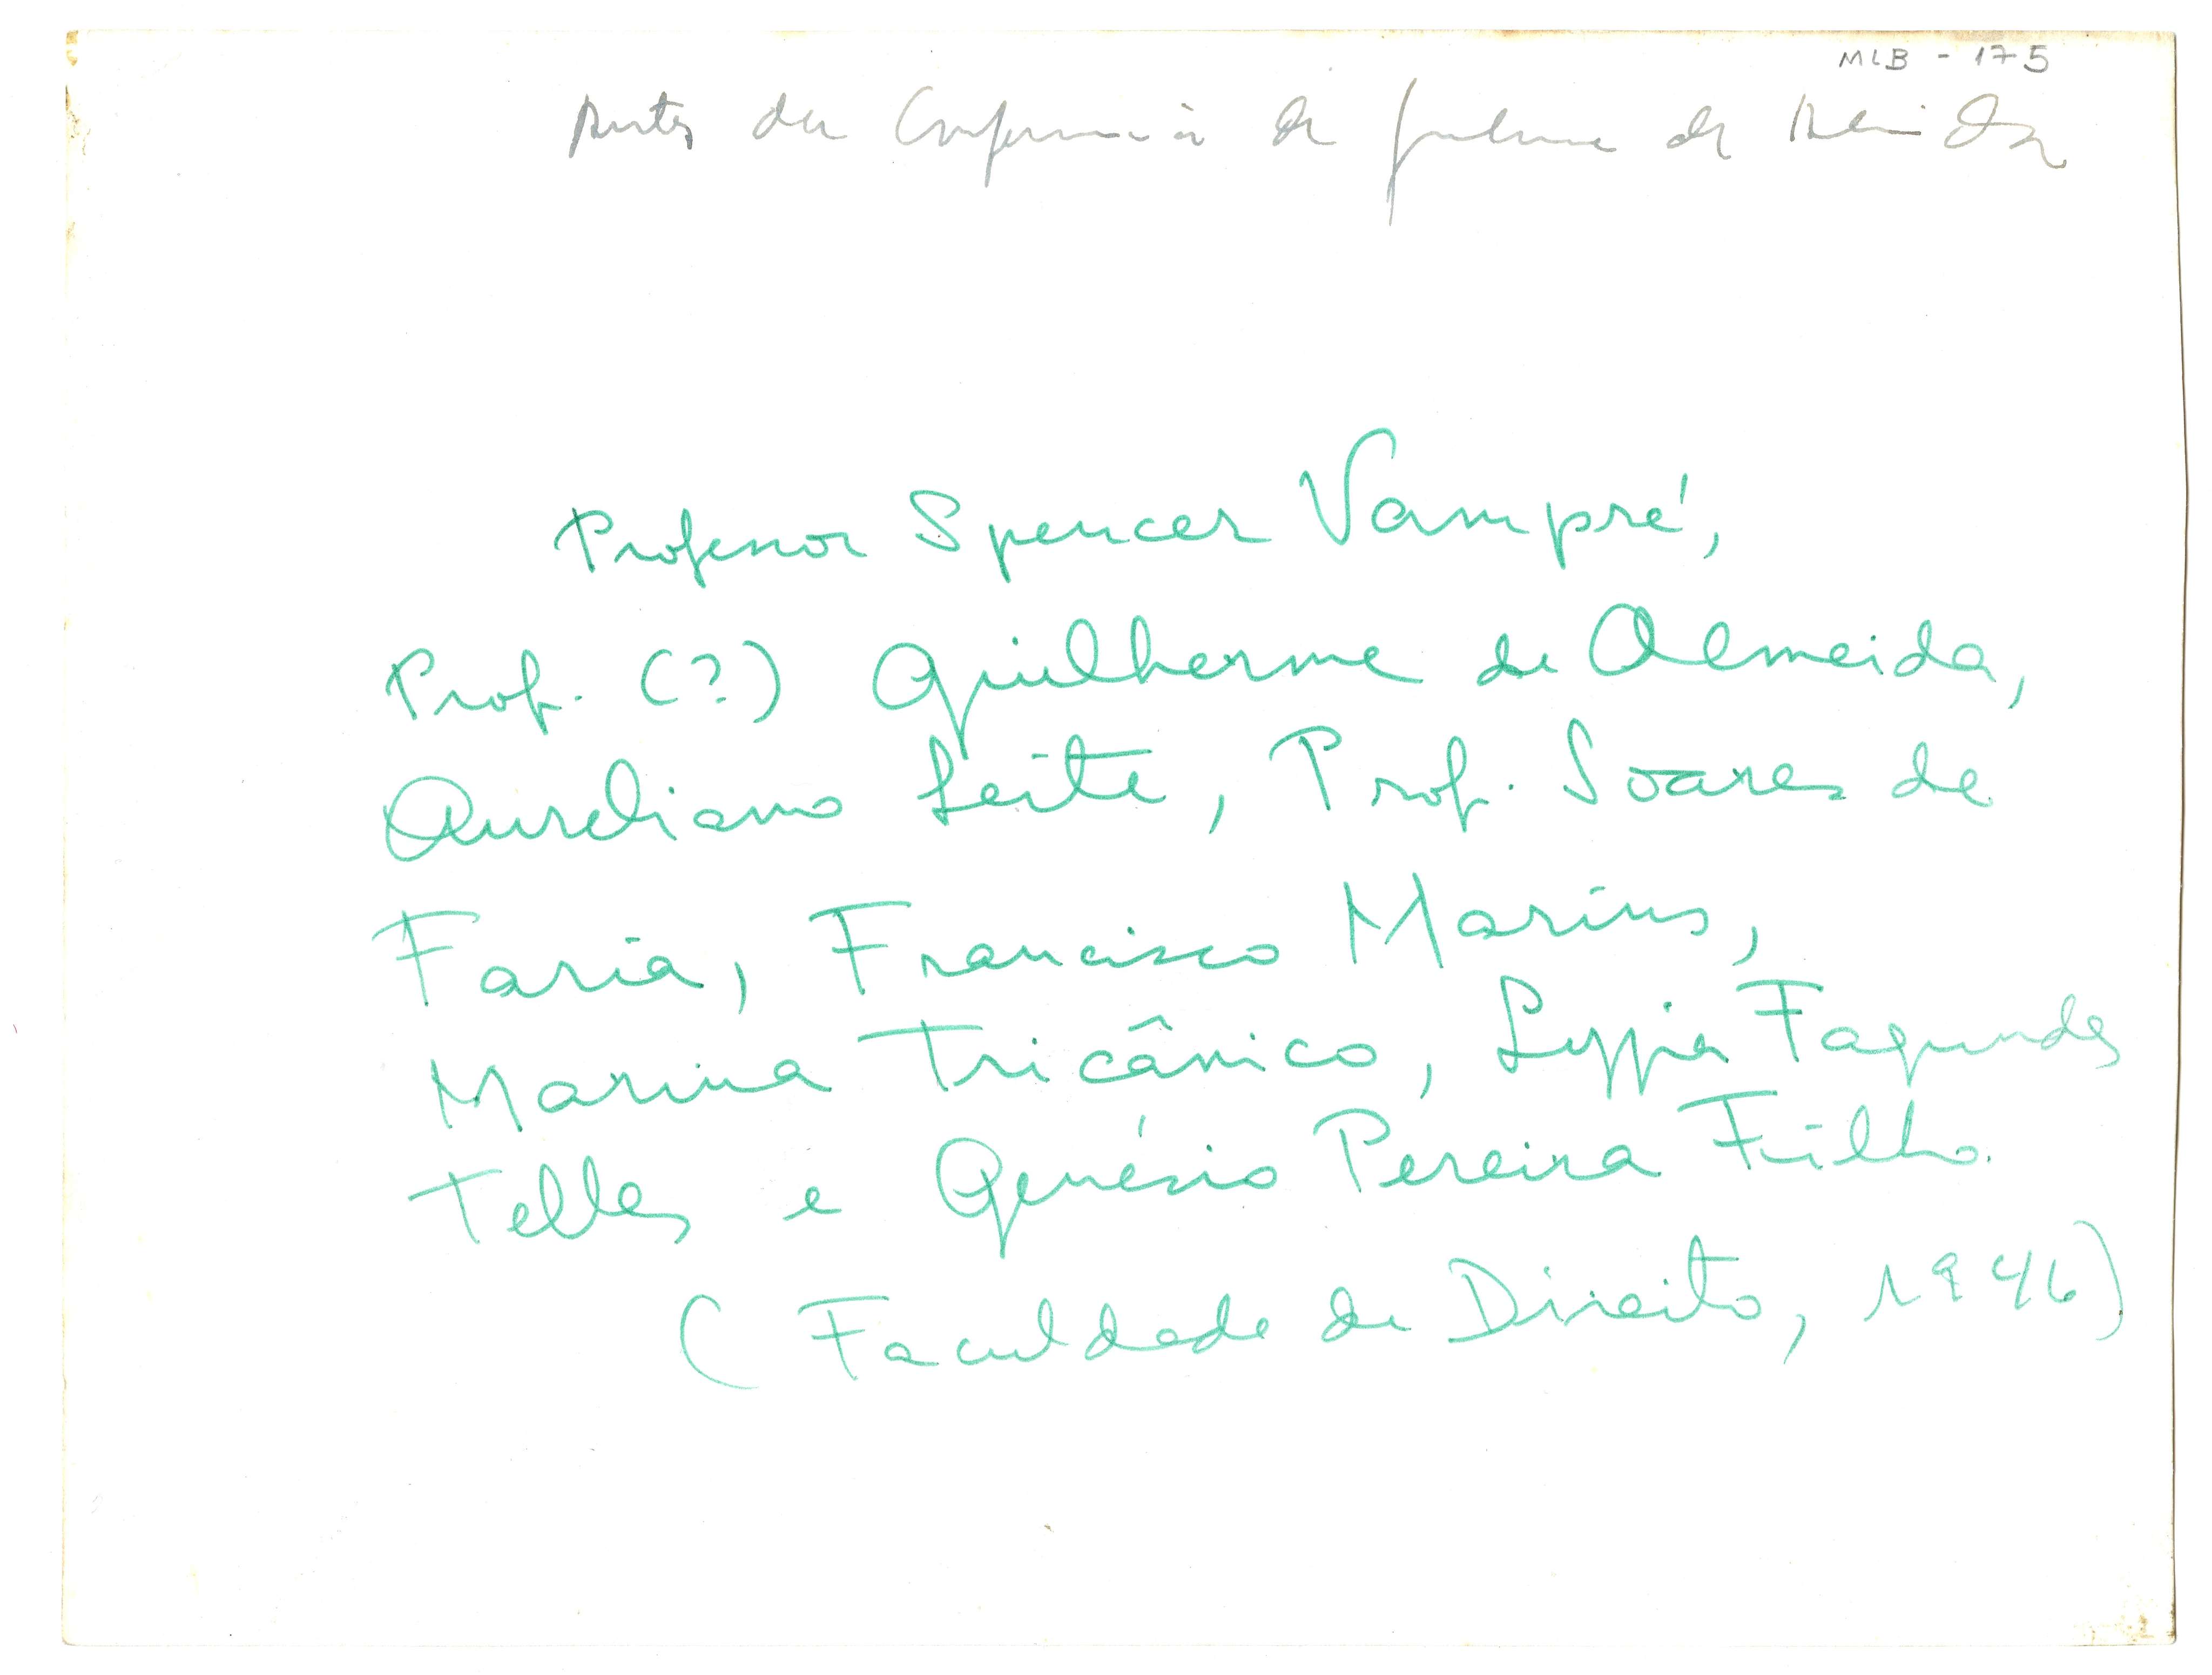 MLB - 175
Antes da Conferência de Guilherme de Almeida
Professor Spencer Vampré,
Prof. (?) Guilherme de Almeida,
Aureliano Leite, Prof. Soares de
Faria, Francisco Marins,
Marina Tricânico, Lygia Fagundes
Telles e Genésio Pereira Filho.
(Faculdade de Direito, 1946)